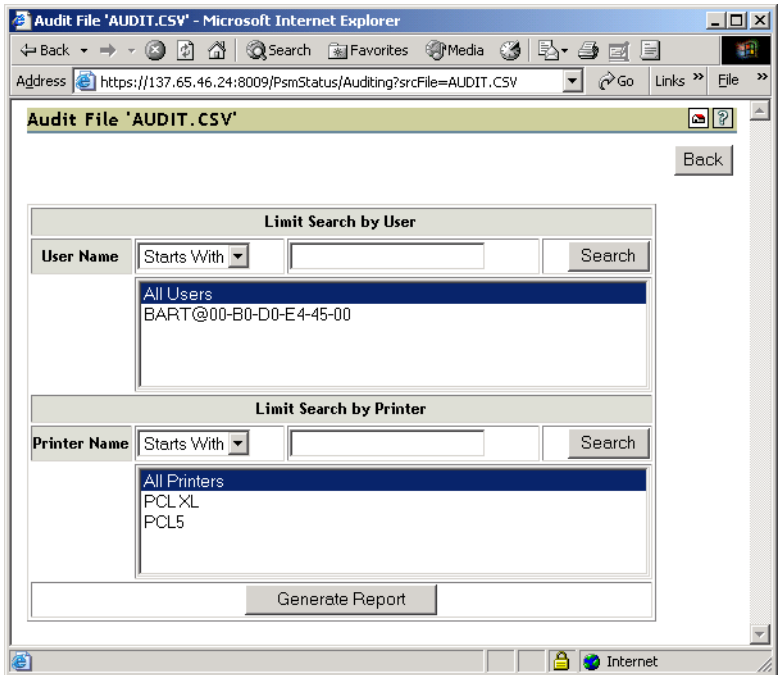 Audit File 'AUDIT.CSV' - Microsoft Internet Explorer
Back Search Favorites Media
Address https://137.65.46.24:8009/PsmStatus/Auditing?srcFile=AUDIT.CSV Go Links » File »
Audit File 'AUDIT.CSV' ?
Back
Limit Search by User
User Name Starts With Search
All Users
BART@00-B0-D0-E4-45-00
Limit Search by Printer
Printer Name Starts With Search
All Printers
PCL XL
PCL5
Generate Report
Internet